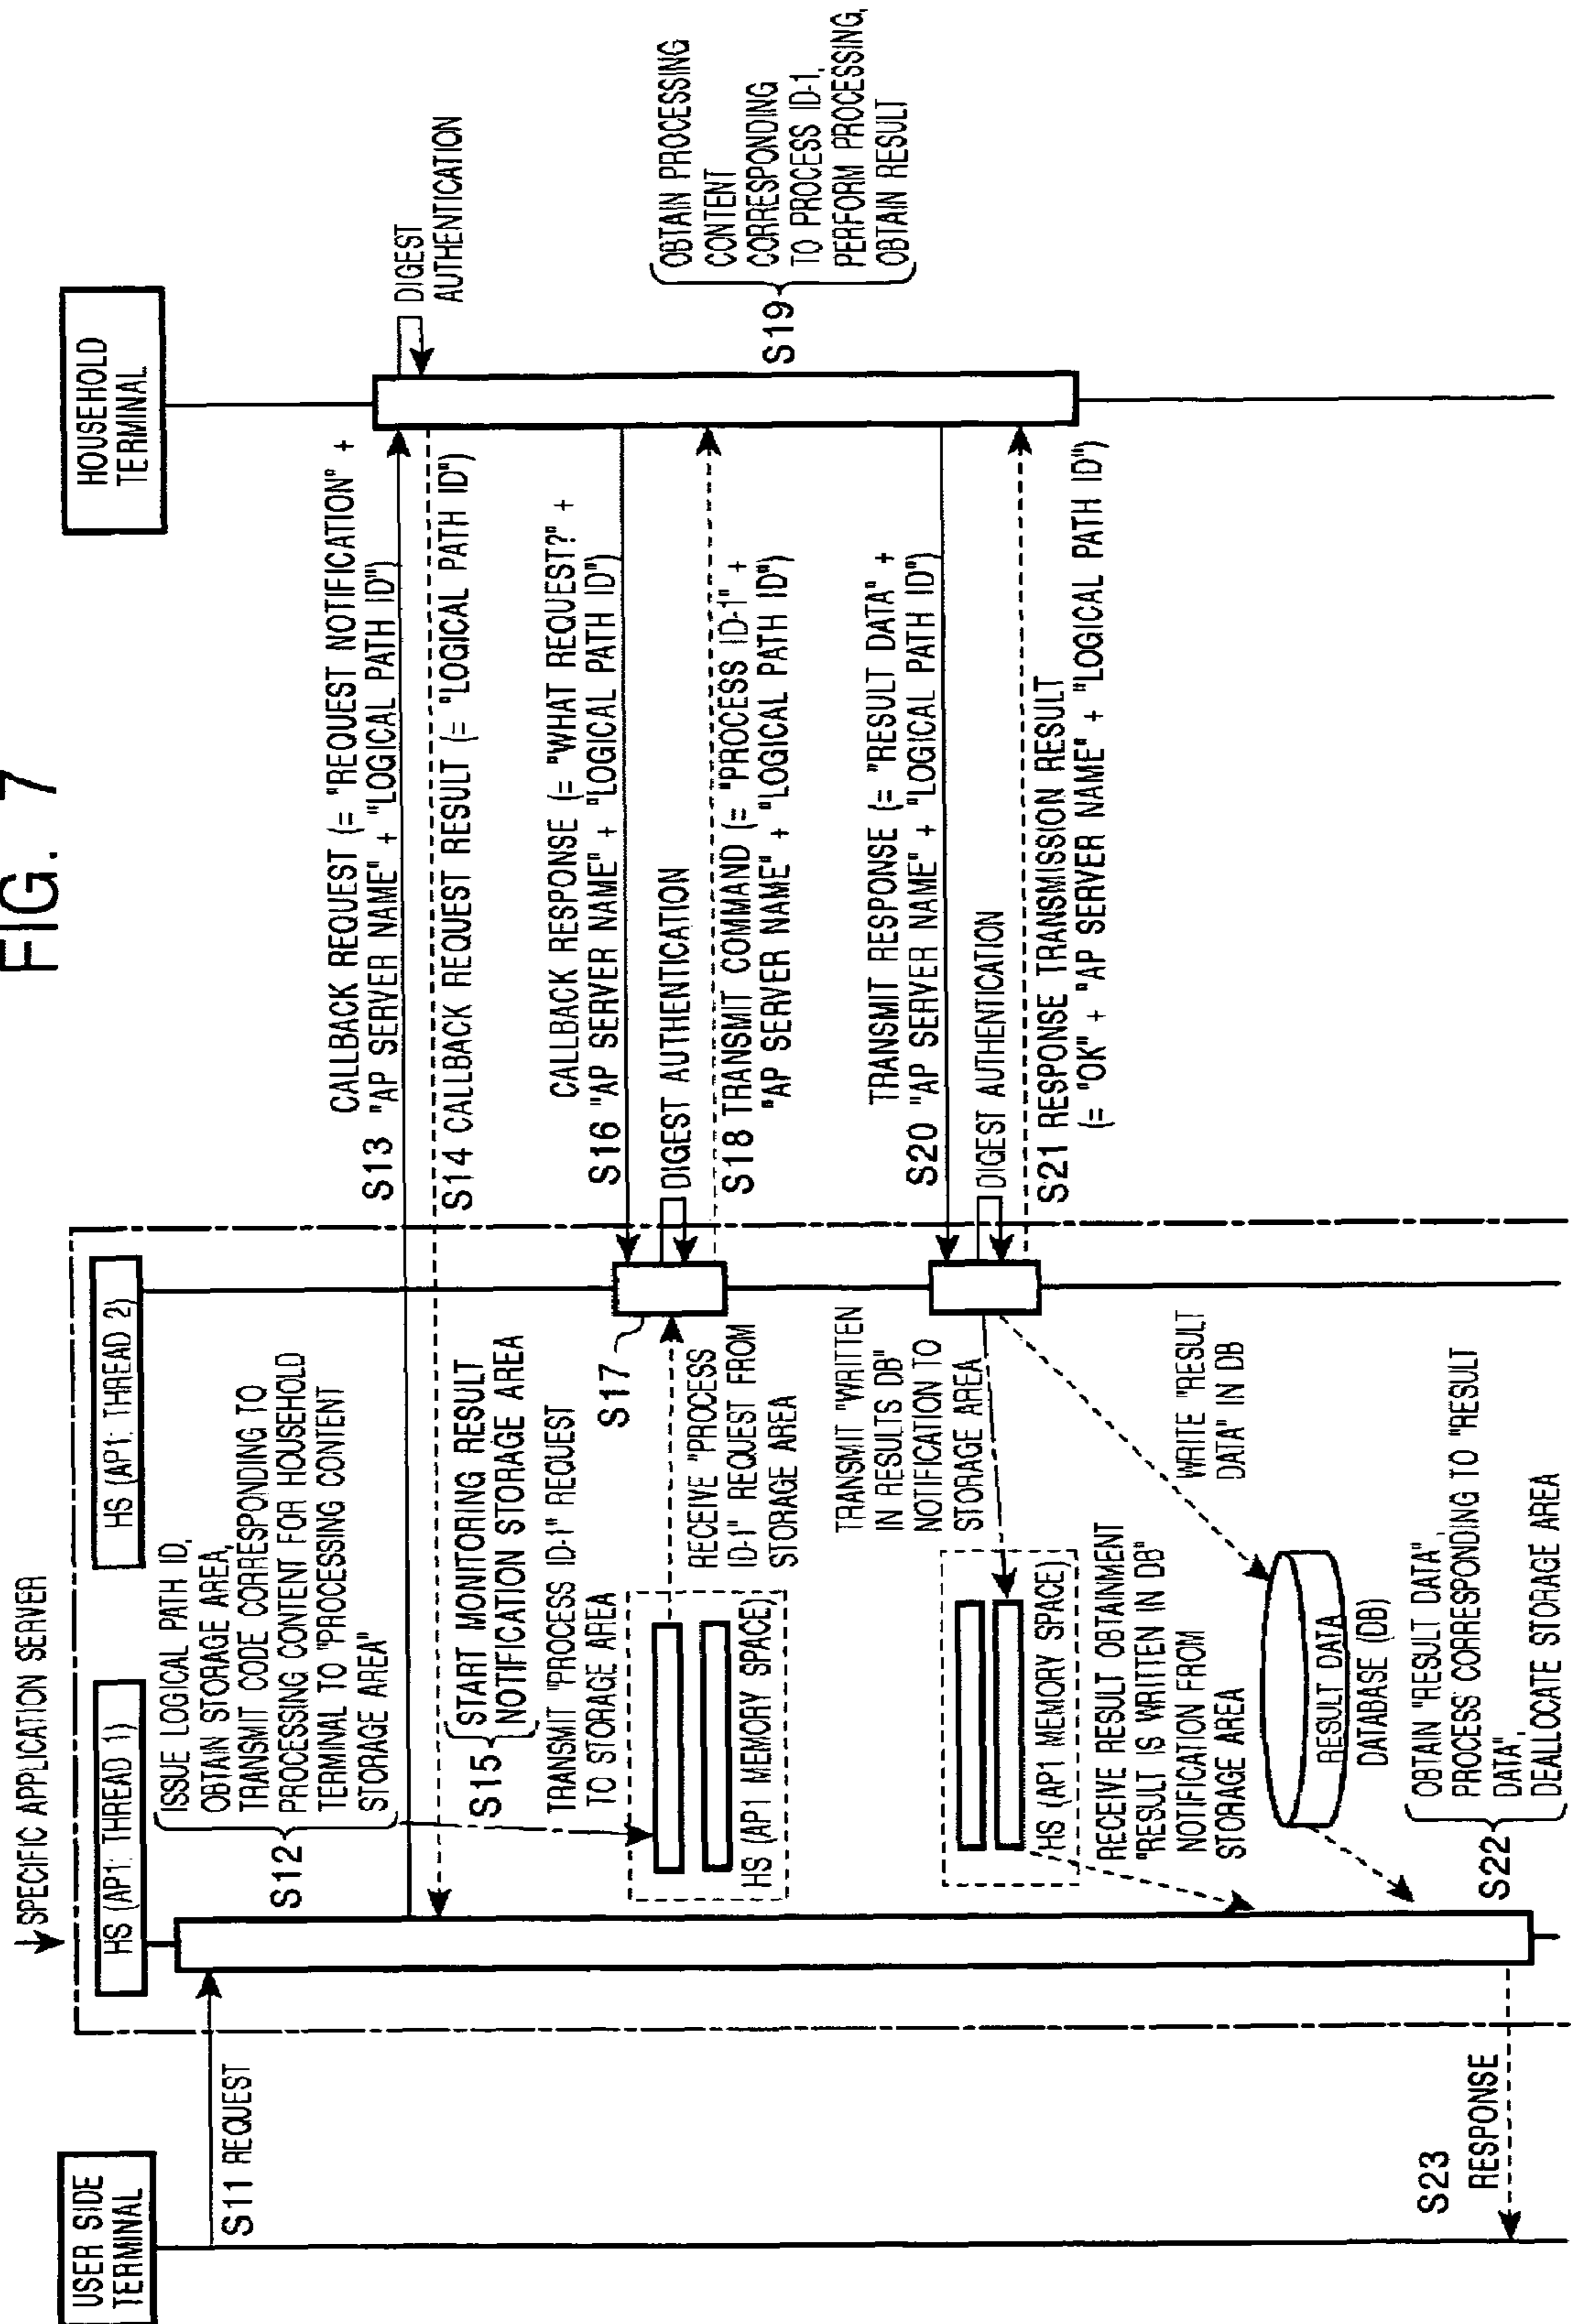 FIG. 7
USER SIDE
TERMINAL
SPECIFIC APPLICATION SERVER
HS (AP1: THREAD 1)
HS (AP1: THREAD 2)
HOUSEHOLD
TERMINAL
S11 REQUEST
S12
ISSUE LOGICAL PATH ID,
OBTAIN STORAGE AREA,
TRANSMIT CODE CORRESPONDING TO
PROCESSING CONTENT FOR HOUSEHOLD
TERMINAL TO "PROCESSING CONTENT
STORAGE AREA"
CALLBACK REQUEST (= "REQUEST NOTIFICATION" +
S13 "AP SERVER NAME" + "LOGICAL PATH ID")
DIGEST
AUTHENTICATION
S14 CALLBACK REQUEST RESULT (= "LOGICAL PATH ID")
S15
START MONITORING RESULT
NOTIFICATION STORAGE AREA
TRANSMIT "PROCESS ID-1" REQUEST
TO STORAGE AREA
HS (AP1 MEMORY SPACE)
CALLBACK RESPONSE (= "WHAT REQUEST?" +
S16 "AP SERVER NAME" + "LOGICAL PATH ID")
S17
DIGEST AUTHENTICATION
RECEIVE "PROCESS
ID-1" REQUEST FROM
STORAGE AREA
S18 TRANSMIT COMMAND (= "PROCESS ID-1" +
"AP SERVER NAME" + "LOGICAL PATH ID")
S19
OBTAIN PROCESSING
CONTENT
CORRESPONDING
TO PROCESS ID-1,
PERFORM PROCESSING,
OBTAIN RESULT
TRANSMIT RESPONSE (= "RESULT DATA" +
S20 "AP SERVER NAME" + "LOGICAL PATH ID")
DIGEST AUTHENTICATION
S21 RESPONSE TRANSMISSION RESULT
(= "OK" + "AP SERVER NAME" + "LOGICAL PATH ID")
TRANSMIT "WRITTEN
IN RESULTS DB"
NOTIFICATION TO
STORAGE AREA
HS (AP1 MEMORY SPACE)
RECEIVE RESULT OBTAINMENT
"RESULT IS WRITTEN IN DB"
NOTIFICATION FROM
STORAGE AREA
WRITE "RESULT
DATA" IN DB
RESULT DATA
DATABASE (DB)
S22
OBTAIN "RESULT DATA",
PROCESS CORRESPONDING TO "RESULT
DATA",
DEALLOCATE STORAGE AREA
S23
RESPONSE